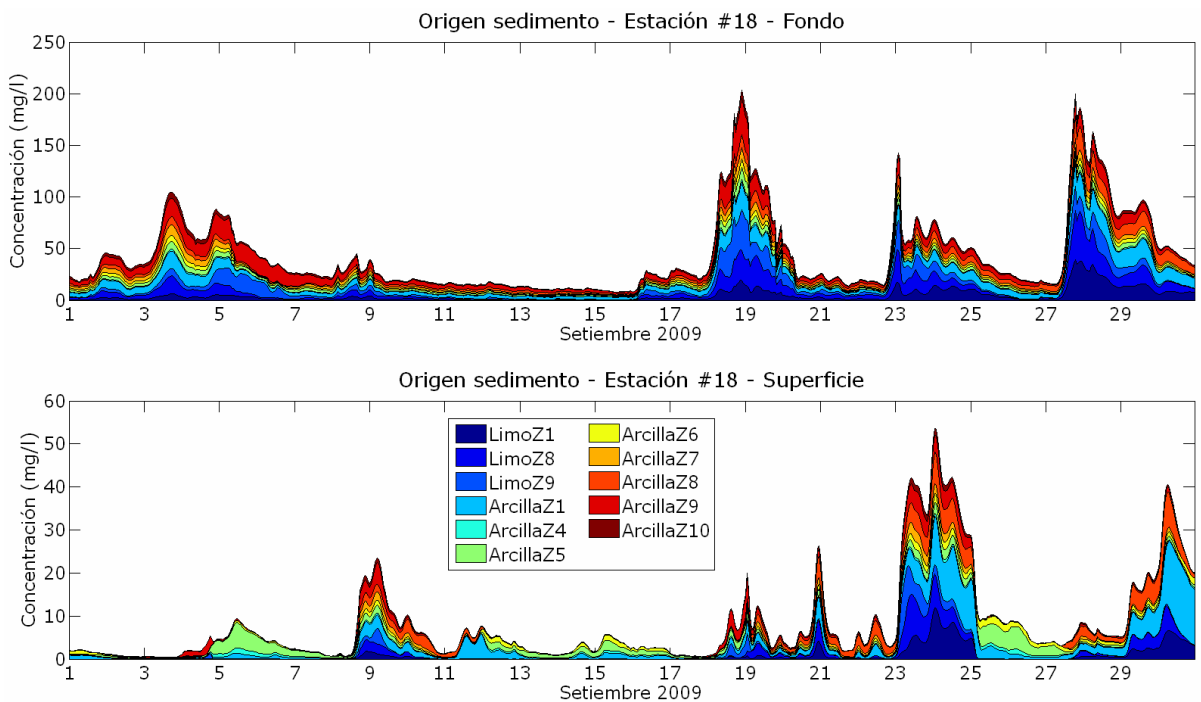 Origen sedimento - Estación #18 - Fondo
Concentración (mg/l)
250
200
150
100
50
0
1 3 5 7 9 11 13 15 17 19 21 23 25 27 29
Setiembre 2009
Origen sedimento - Estación #18 - Superficie
Concentración (mg/l)
60
50
40
30
20
10
0
LimoZ1
LimoZ8
LimoZ9
ArcillaZ1
ArcillaZ4
ArcillaZ5
ArcillaZ6
ArcillaZ7
ArcillaZ8
ArcillaZ9
ArcillaZ10
1 3 5 7 9 11 13 15 17 19 21 23 25 27 29
Setiembre 2009